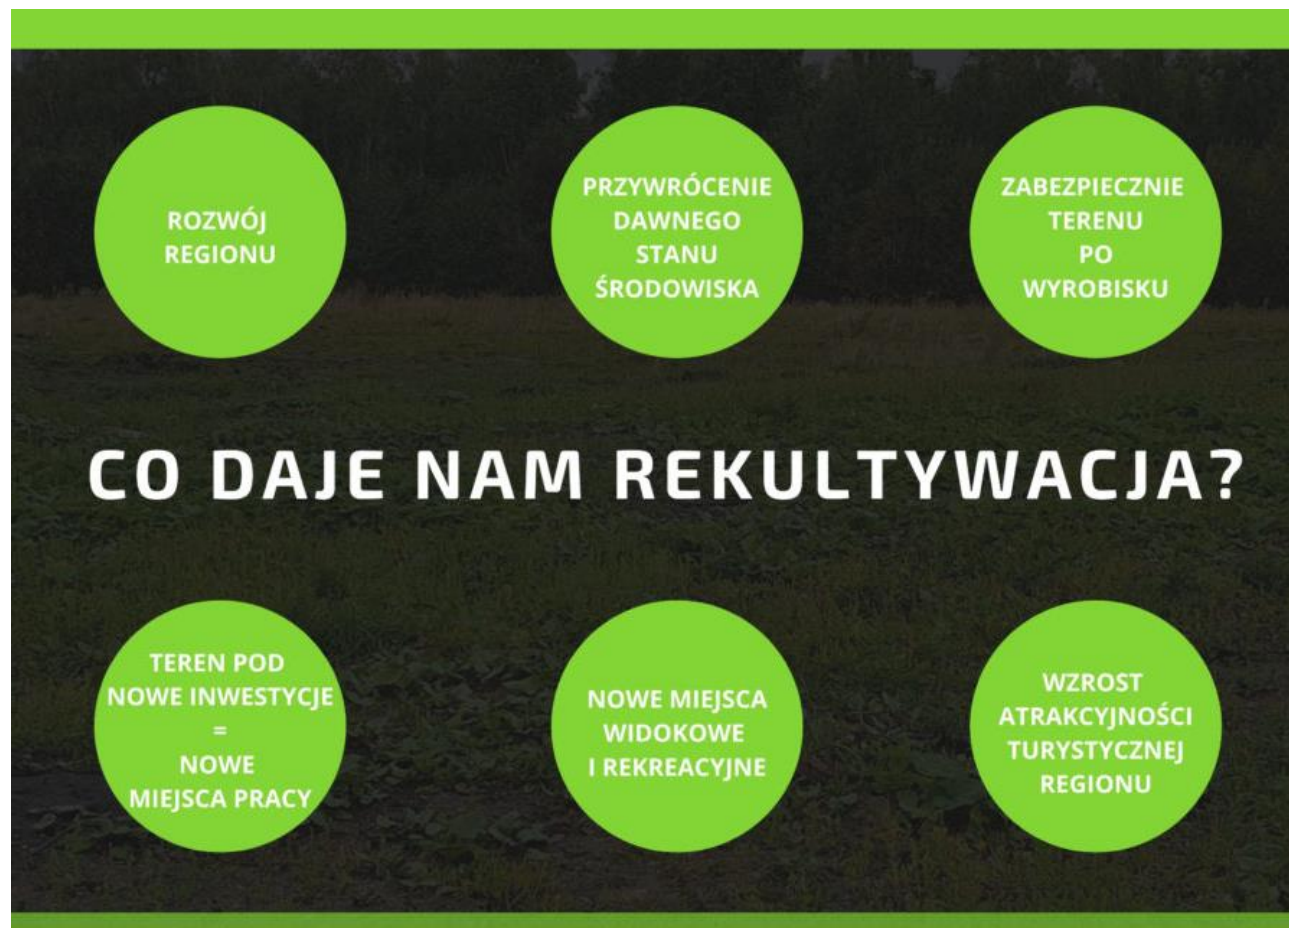 ROZWÓJ
REGIONU
PRZYWRÓCENIE
DAWNEGO
STANU
ŚRODOWISKA
ZABEZPIECZNIE
TERENU
PO
WYROBISKU
CO DAJE NAM REKULTYWACJA?
TEREN POD
NOWE INWESTYCJE
=
NOWE
MIEJSCA PRACY
NOWE MIEJSCA
WIDOKOWE
I REKREACYJNE
WZROST
ATRAKCYJNOŚCI
TURYSTYCZNEJ
REGIONU